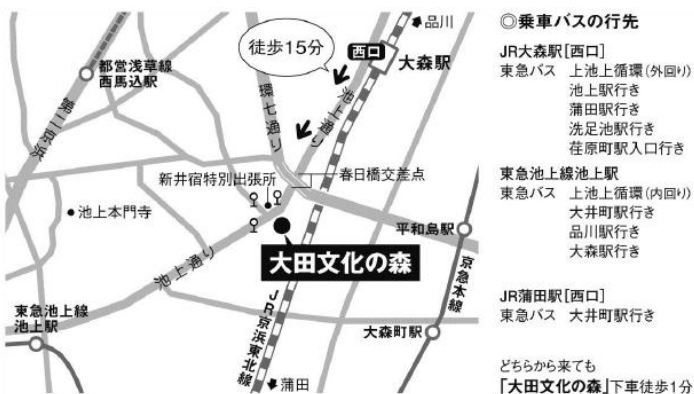 品川
徒歩15分
西口
大森駅
都営浅草線
西馬込駅
第二京浜
環七通り
池上通り
新井宿特別出張所
春日橋交差点
池上本門寺
平和島駅
大田文化の森
池上通り
京急本線
東急池上線
池上駅
JR京浜東北線
大森町駅
蒲田
◎乗車バスの行先
JR大森駅[西口]
東急バス 上池上循環(外回り)
池上駅行き
蒲田駅行き
洗足池駅行き
荏原町駅入口行き
東急池上線池上駅
東急バス 上池上循環(内回り)
大井町駅行き
品川駅行き
大森駅行き
JR蒲田駅[西口]
東急バス 大井町駅行き
どちらから来ても
「大田文化の森」下車徒歩1分